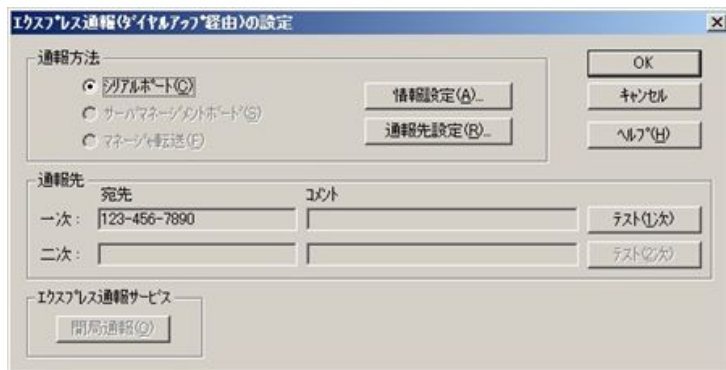 ｴｸｽﾌﾟﾚｽ通報(ﾀﾞｲﾔﾙｱｯﾌﾟ経由)の設定
通報方法
ｼﾘｱﾙﾎﾟｰﾄ(C)
ｻｰﾊﾞﾏﾈｰｼﾞﾒﾝﾄﾎﾞｰﾄﾞ(S)
ﾏﾈｰｼﾞｬ転送(F)
情報設定(A)...
通報先設定(R)...
OK
ｷｬﾝｾﾙ
ﾍﾙﾌﾟ(H)
通報先
宛先 ｺﾒﾝﾄ
一次： 123-456-7890 ﾃｽﾄ(1次)
二次： ﾃｽﾄ(2次)
ｴｸｽﾌﾟﾚｽ通報ｻｰﾋﾞｽ
開局通報(O)